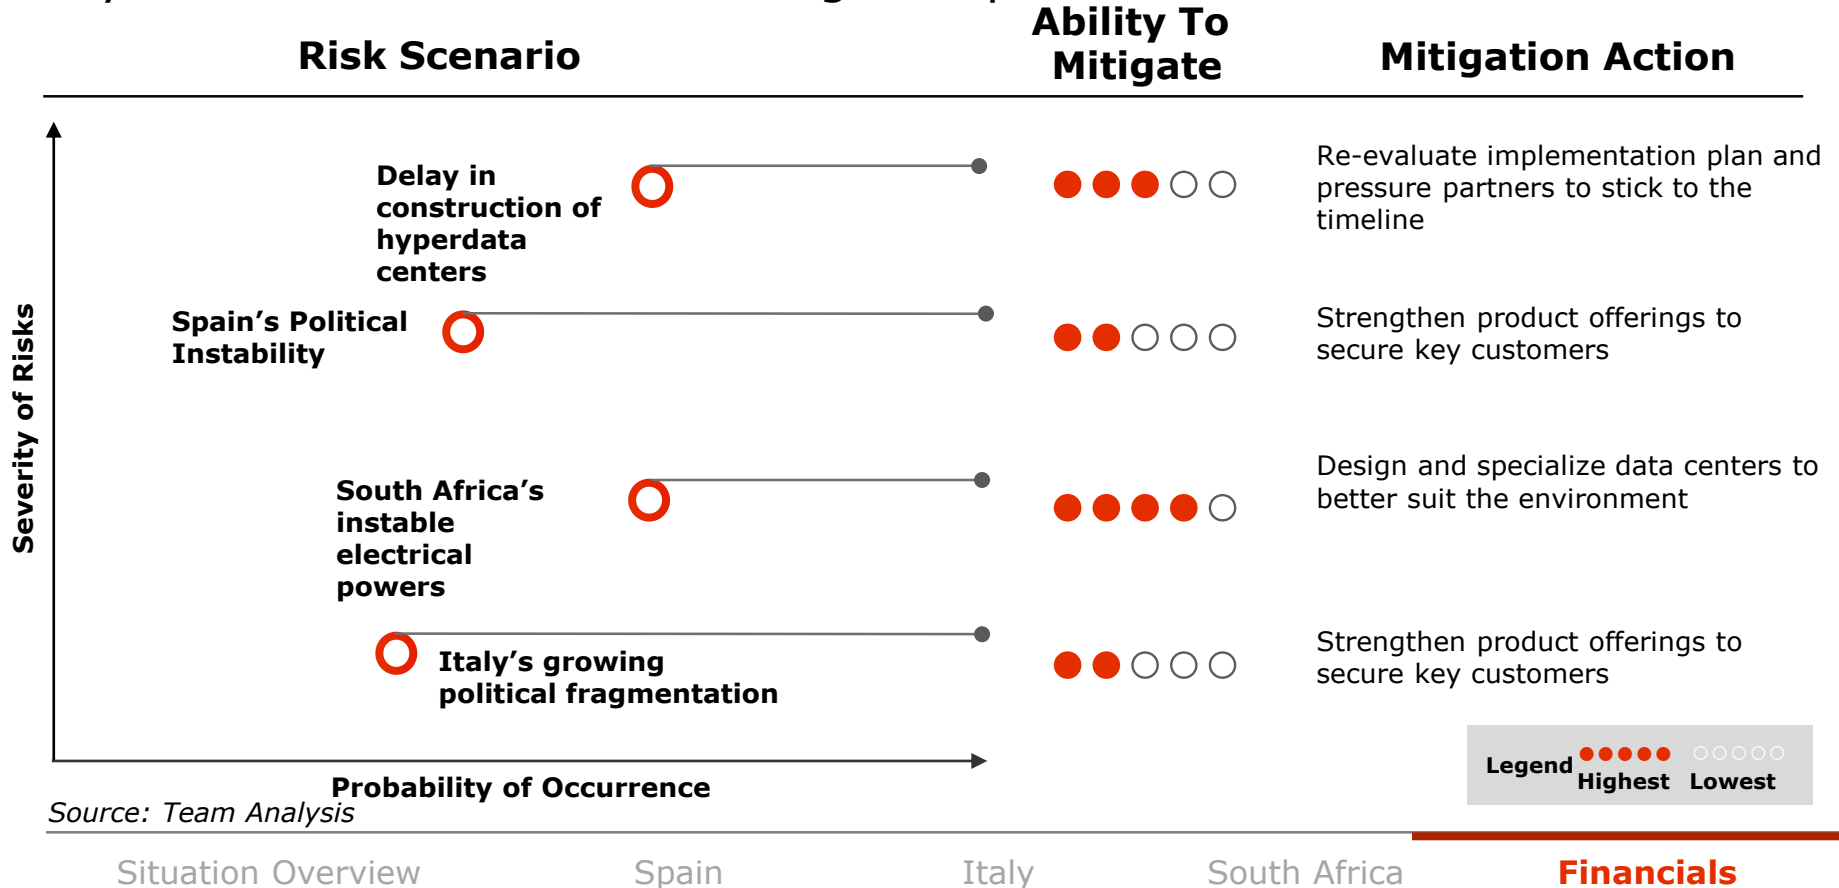 Risk Scenario
Ability To
Mitigate
Mitigation Action
Severity of Risks
Delay in
construction of
hyperdata
centers
Re-evaluate implementation plan and
pressure partners to stick to the
timeline
Spain’s Political
Instability
Strengthen product offerings to
secure key customers
South Africa’s
instable
electrical
powers
Design and specialize data centers to
better suit the environment
Italy’s growing
political fragmentation
Strengthen product offerings to
secure key customers
Legend
Highest
Lowest
Probability of Occurrence
Source: Team Analysis
Situation Overview
Spain
Italy
South Africa
Financials